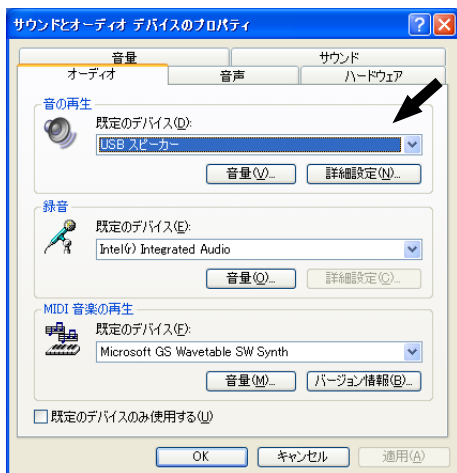 サウンドとオーディオ デバイスのプロパティ
音量 サウンド
オーディオ 音声 ハードウェア
音の再生
既定のデバイス(D):
USB スピーカー
音量(V)... 詳細設定(N)...
録音
既定のデバイス(E):
Intel(r) Integrated Audio
音量(O)... 詳細設定(C)...
MIDI 音楽の再生
既定のデバイス(F):
Microsoft GS Wavetable SW Synth
音量(M)... バージョン情報(B)...
既定のデバイスのみ使用する(U)
OK キャンセル 適用(A)